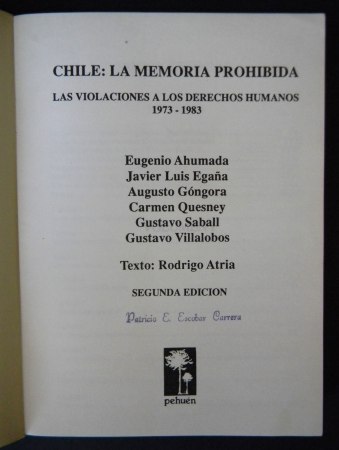 CHILE: LA MEMORIA PROHIBIDA
LAS VIOLACIONES A LOS DERECHOS HUMANOS
1973 - 1983
Eugenio Ahumada
Javier Luis Egaña
Augusto Góngora
Carmen Quesney
Gustavo Saball
Gustavo Villalobos
Texto: Rodrigo Atria
SEGUNDA EDICION
Patricio E. Escobar Carrera
pehuén